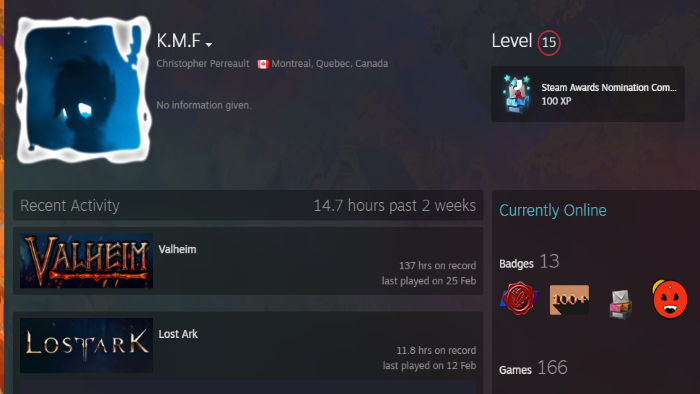 K.M.F
Christopher Perreault Montreal, Quebec, Canada
No information given.
Level 15
Steam Awards Nomination Com...
100 XP
Recent Activity 14.7 hours past 2 weeks
VALHEIM
Valheim
137 hrs on record
last played on 25 Feb
LOST ARK
Lost Ark
11.8 hrs on record
last played on 12 Feb
Currently Online
Badges 13
100+
Games 166